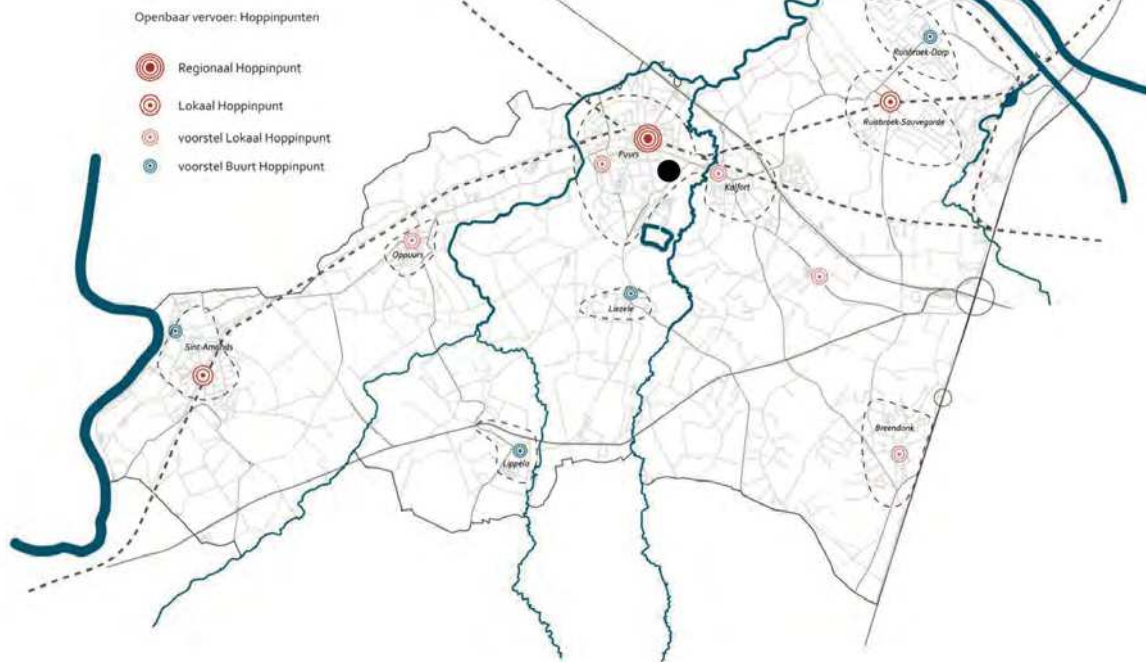 Openbaar vervoer: Hoppinpunten
Regionaal Hoppinpunt
Lokaal Hoppinpunt
voorstel Lokaal Hoppinpunt
voorstel Buurt Hoppinpunt
Ruisbroek-Dorp
Ruisbroek-Sauvegarde
Puurs
Kalfort
Oppuurs
Liezele
Sint-Amands
Breendonk
Lippelo